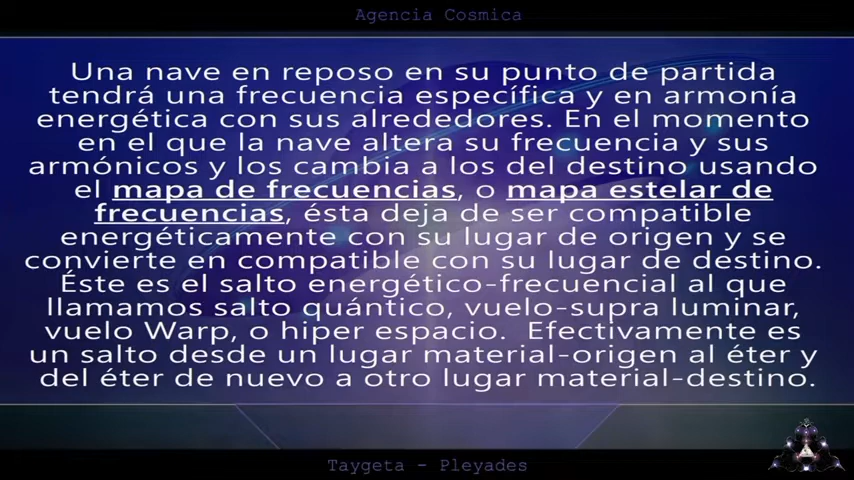 Agencia Cosmica
Una nave en reposo en su punto de partida
tendrá una frecuencia específica y en armonía
energética con sus alrededores. En el momento
en el que la nave altera su frecuencia y sus
armónicos y los cambia a los del destino usando
el mapa de frecuencias, o mapa estelar de
frecuencias, ésta deja de ser compatible
energéticamente con su lugar de origen y se
convierte en compatible con su lugar de destino.
Éste es el salto energético-frecuencial al que
llamamos salto quántico, vuelo-supra luminar,
vuelo Warp, o hiper espacio.  Efectivamente es
un salto desde un lugar material-origen al éter y
del éter de nuevo a otro lugar material-destino.
Taygeta - Pleyades